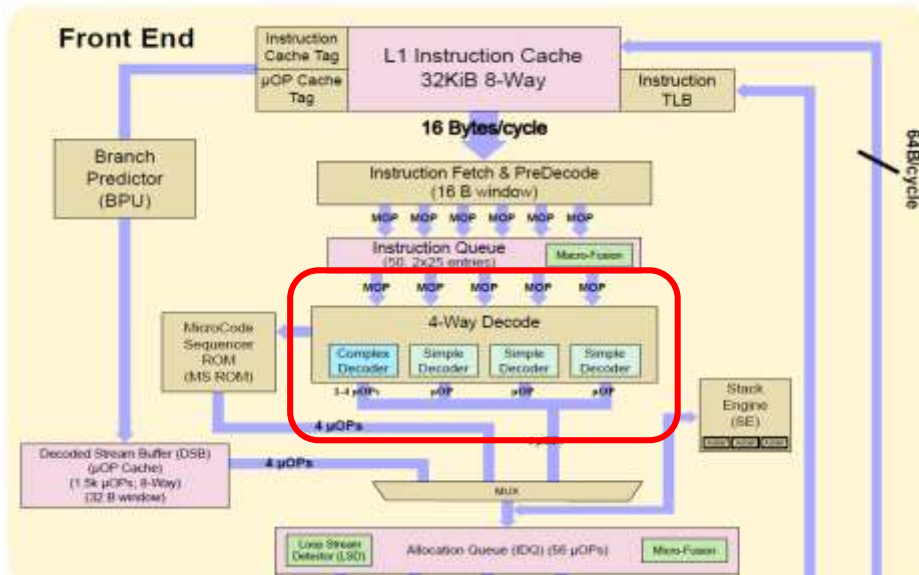 Front End
Instruction
Cache Tag
µOP Cache
Tag
L1 Instruction Cache
32KiB 8-Way
Instruction
TLB
16 Bytes/cycle
64B/cycle
Branch
Predictor
(BPU)
Instruction Fetch & PreDecode
(16 B window)
MOP MOP MOP MOP MOP MOP
Instruction Queue
(50, 2x25 entries)
Macro-Fusion
MOP MOP MOP MOP MOP
4-Way Decode
MicroCode
Sequencer
ROM
(MS ROM)
Complex
Decoder
Simple
Decoder
Simple
Decoder
Simple
Decoder
1-4 µOPs µOP µOP µOP
Stack
Engine
(SE)
4 µOPs
Decoded Stream Buffer (DSB)
(µOP Cache)
(1.5k µOPs; 8-Way)
(32 B window)
4 µOPs
MUX
Loop Stream
Detector (LSD)
Allocation Queue (IDQ) (56 µOPs)
Micro-Fusion